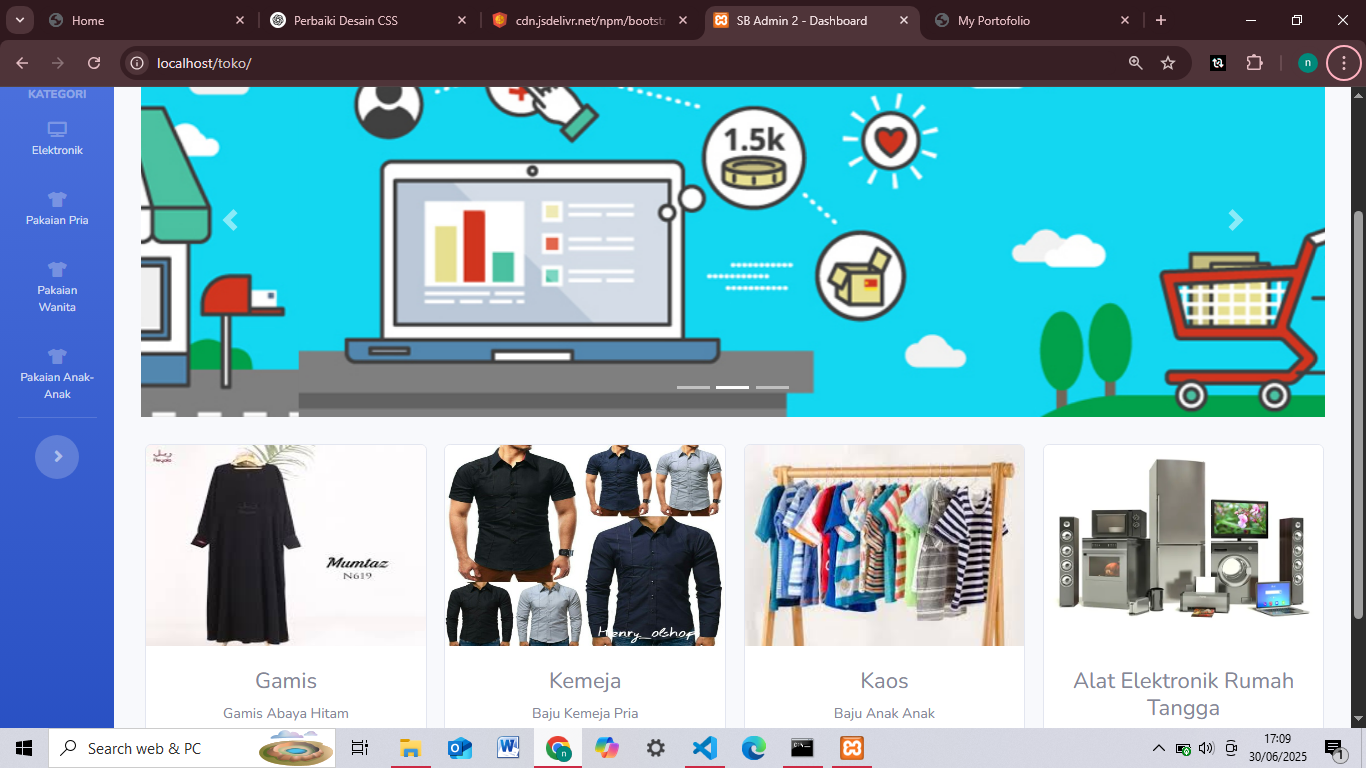 Home
Perbaiki Desain CSS
cdn.jsdelivr.net/npm/bootst
SB Admin 2 - Dashboard
My Portofolio
localhost/toko/
n
KATEGORI
Elektronik
Pakaian Pria
Pakaian
Wanita
Pakaian Anak-
Anak
1.5k
Mumtaz
N619
Henry_olshop
Gamis
Gamis Abaya Hitam
Kemeja
Baju Kemeja Pria
Kaos
Baju Anak Anak
Alat Elektronik Rumah
Tangga
Search web & PC
17:09
30/06/2025
1